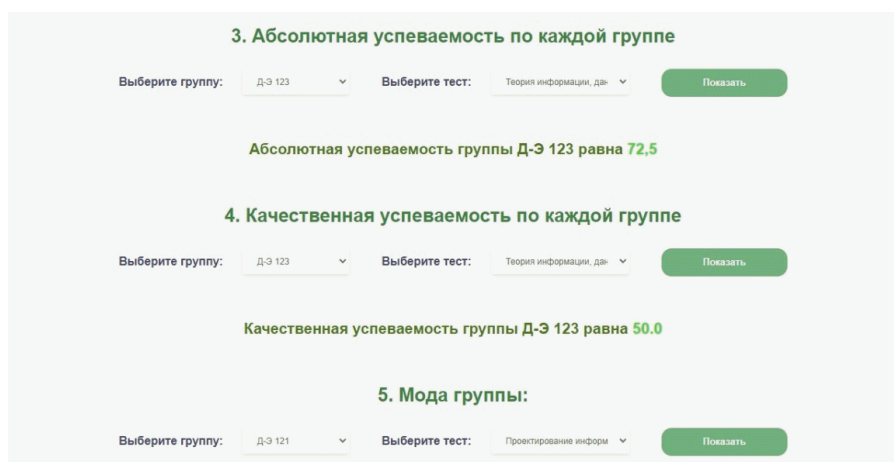 3. Абсолютная успеваемость по каждой группе
Выберите группу: Д-Э 123 Выберите тест: Теория информации, дан Показать
Абсолютная успеваемость группы Д-Э 123 равна 72,5
4. Качественная успеваемость по каждой группе
Выберите группу: Д-Э 123 Выберите тест: Теория информации, дан Показать
Качественная успеваемость группы Д-Э 123 равна 50.0
5. Мода группы:
Выберите группу: Д-Э 121 Выберите тест: Проектирование информ Показать